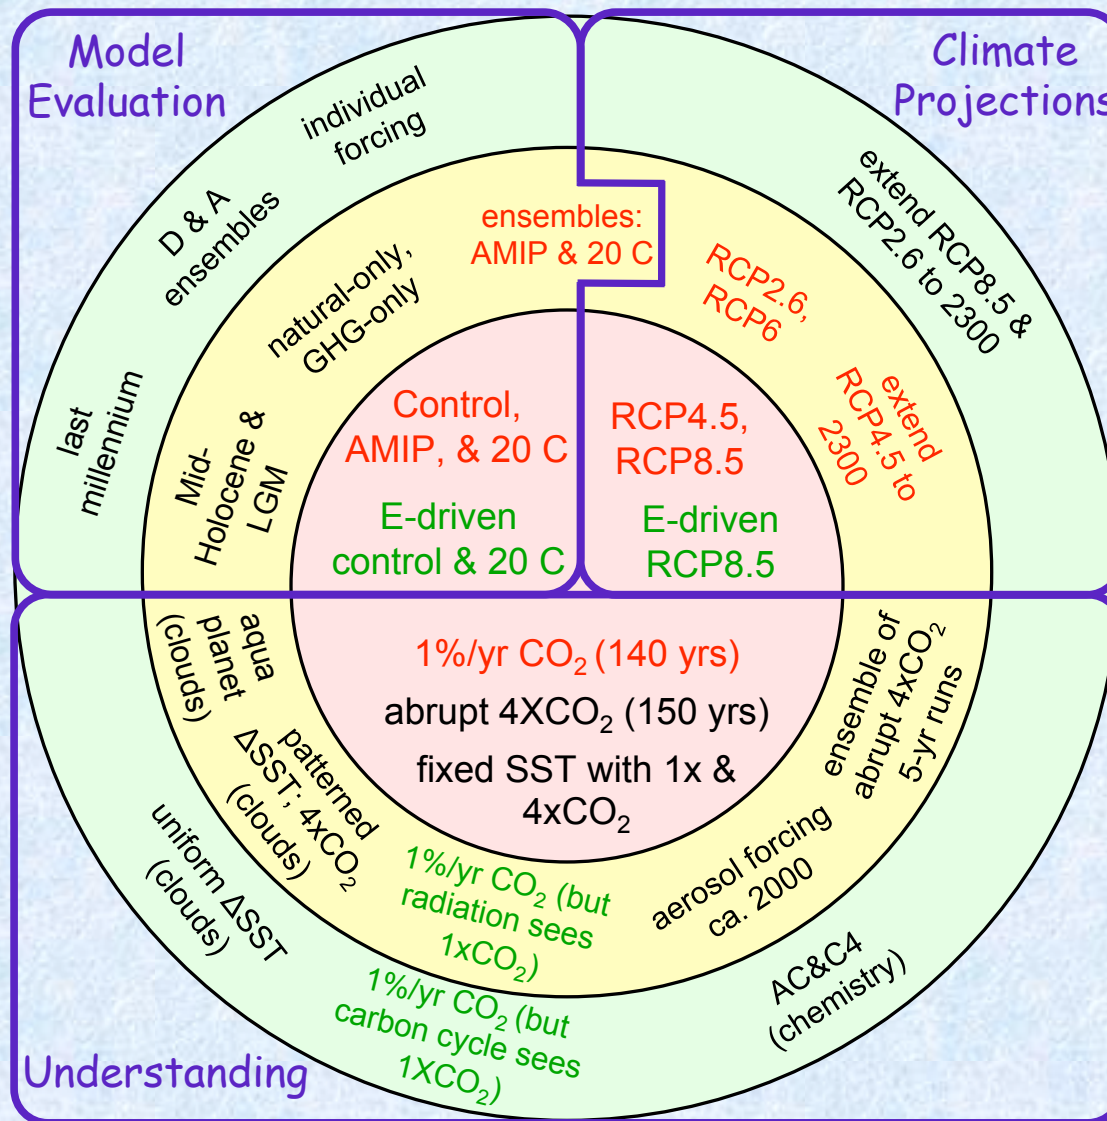 Model
Evaluation
Climate
Projections
individual
forcing
D & A
ensembles
last
millennium
extend RCP8.5 &
RCP2.6 to 2300
ensembles:
AMIP & 20 C
natural-only,
GHG-only
Mid-
Holocene &
LGM
RCP2.6,
RCP6
extend
RCP4.5 to
2300
Control,
AMIP, & 20 C
E-driven
control & 20 C
RCP4.5,
RCP8.5
E-driven
RCP8.5
1%/yr CO₂ (140 yrs)
abrupt 4XCO₂ (150 yrs)
fixed SST with 1x &
4xCO₂
aqua
planet
(clouds)
patterned
ΔSST; 4xCO₂
(clouds)
1%/yr CO₂ (but
radiation sees
1xCO₂)
aerosol forcing
ca. 2000
ensemble of
abrupt 4xCO₂
5-yr runs
uniform ΔSST
(clouds)
1%/yr CO₂ (but
carbon cycle sees
1XCO₂)
AC&C4
(chemistry)
Understanding